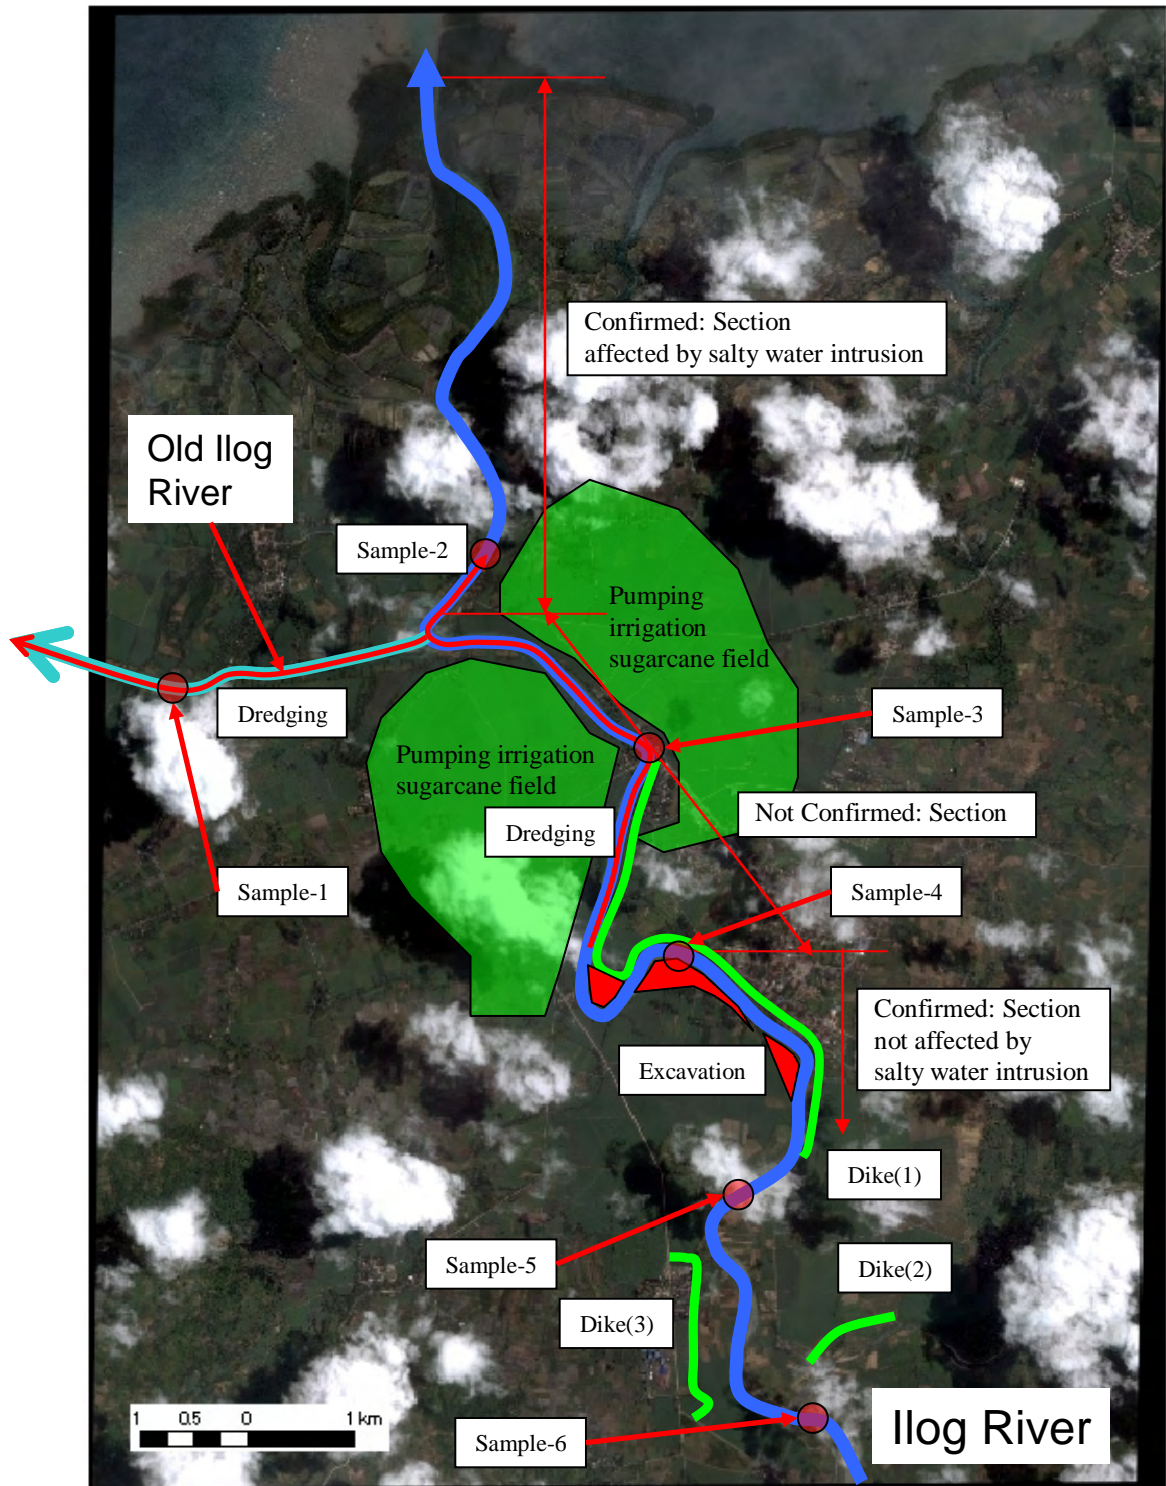 Confirmed: Section
affected by salty water intrusion
Old Ilog
River
Sample-2
Pumping
irrigation
sugarcane field
Sample-3
Dredging
Pumping irrigation
sugarcane field
Not Confirmed: Section
Dredging
Sample-4
Sample-1
Confirmed: Section
not affected by
salty water intrusion
Excavation
Dike(1)
Sample-5
Dike(2)
Dike(3)
1 0.5 0 1 km
Ilog River
Sample-6